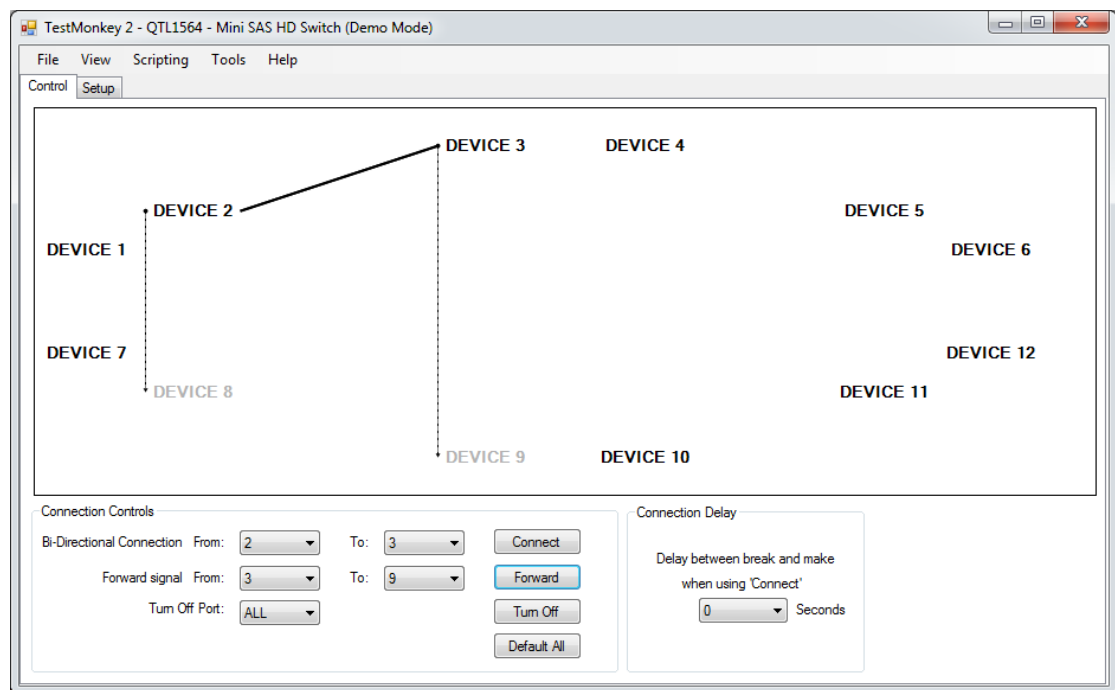 TestMonkey 2 - QTL1564 - Mini SAS HD Switch (Demo Mode)
File View Scripting Tools Help
Control Setup
DEVICE 3 DEVICE 4
DEVICE 2 DEVICE 5
DEVICE 1 DEVICE 6
DEVICE 7 DEVICE 12
DEVICE 8 DEVICE 11
DEVICE 9 DEVICE 10
Connection Controls
Bi-Directional Connection From: 2 To: 3 Connect
Forward signal From: 3 To: 9 Forward
Turn Off Port: ALL Turn Off
Default All
Connection Delay
Delay between break and make
when using 'Connect'
0 Seconds